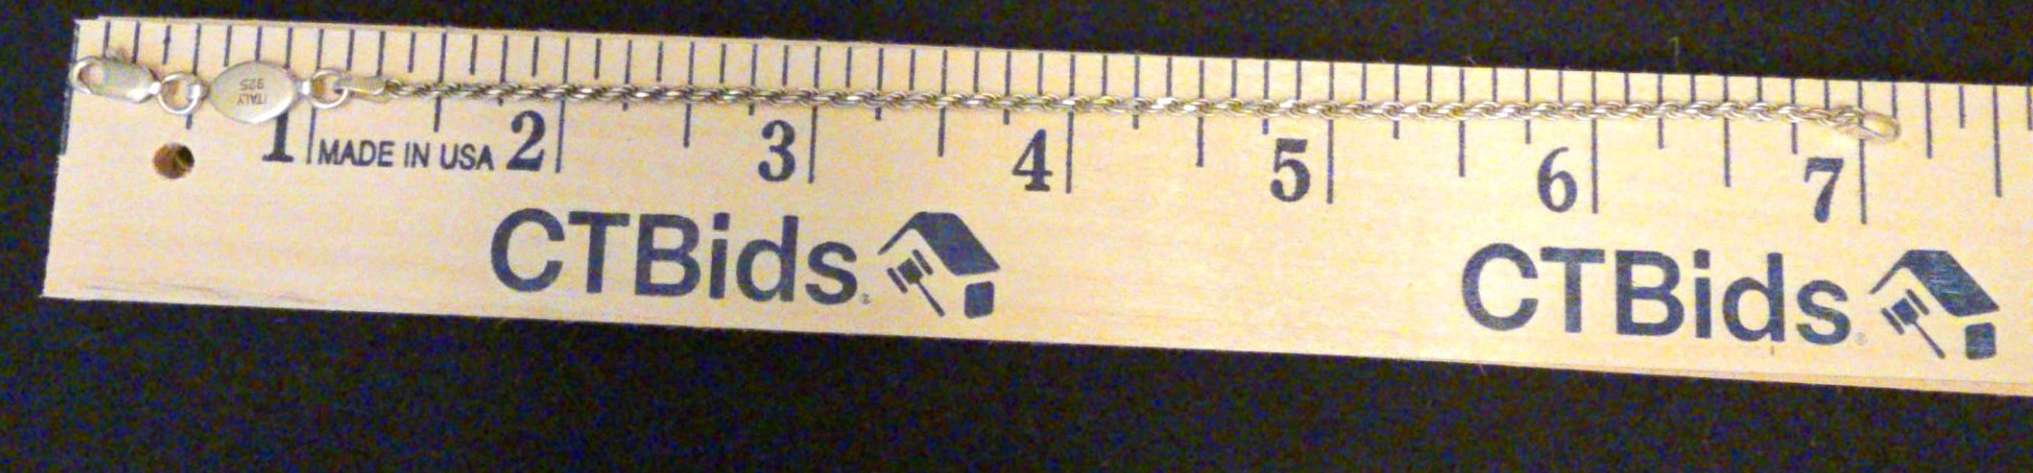 ITALY
925
1 MADE IN USA 2 3 4 5 6 7
CTBids CTBids